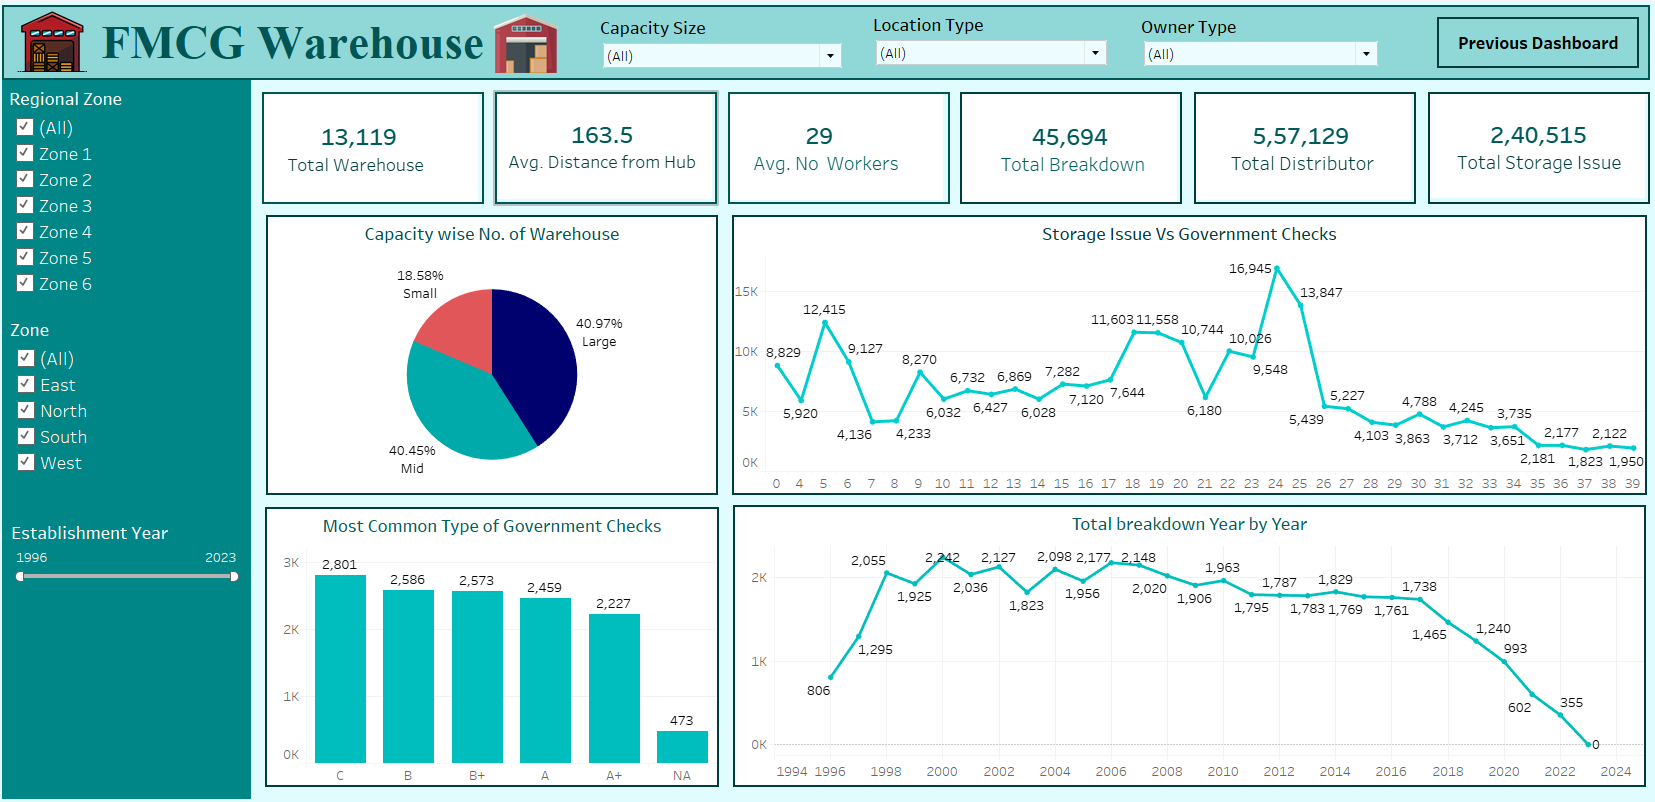 FMCG Warehouse
Capacity Size
(All)
Location Type
(All)
Owner Type
(All)
Previous Dashboard
Regional Zone
(All)
Zone 1
Zone 2
Zone 3
Zone 4
Zone 5
Zone 6
Zone
(All)
East
North
South
West
Establishment Year
1996 2023
13,119
Total Warehouse
163.5
Avg. Distance from Hub
29
Avg. No Workers
45,694
Total Breakdown
5,57,129
Total Distributor
2,40,515
Total Storage Issue
Capacity wise No. of Warehouse
18.58%
Small
40.97%
Large
40.45%
Mid
Storage Issue Vs Government Checks
15K
10K
5K
0K
8,829
5,920
12,415
9,127
4,136
4,233
8,270
6,032
6,732
6,427
6,869
6,028
7,282
7,120
7,644
11,603
11,558
10,744
6,180
10,026
9,548
16,945
13,847
5,439
5,227
4,103
3,863
4,788
3,712
4,245
3,651
3,735
2,181
2,177
1,823
2,122
1,950
0 4 5 6 7 8 9 10 11 12 13 14 15 16 17 18 19 20 21 22 23 24 25 26 27 28 29 30 31 32 33 34 35 36 37 38 39
Most Common Type of Government Checks
3K
2K
1K
0K
2,801
2,586
2,573
2,459
2,227
473
C B B+ A A+ NA
Total breakdown Year by Year
2K
1K
0K
806
1,295
2,055
1,925
2,242
2,036
2,127
1,823
2,098
1,956
2,177
2,148
2,020
1,906
1,963
1,795
1,787
1,783
1,829
1,769
1,761
1,738
1,465
1,240
993
602
355
0
1994 1996 1998 2000 2002 2004 2006 2008 2010 2012 2014 2016 2018 2020 2022 2024